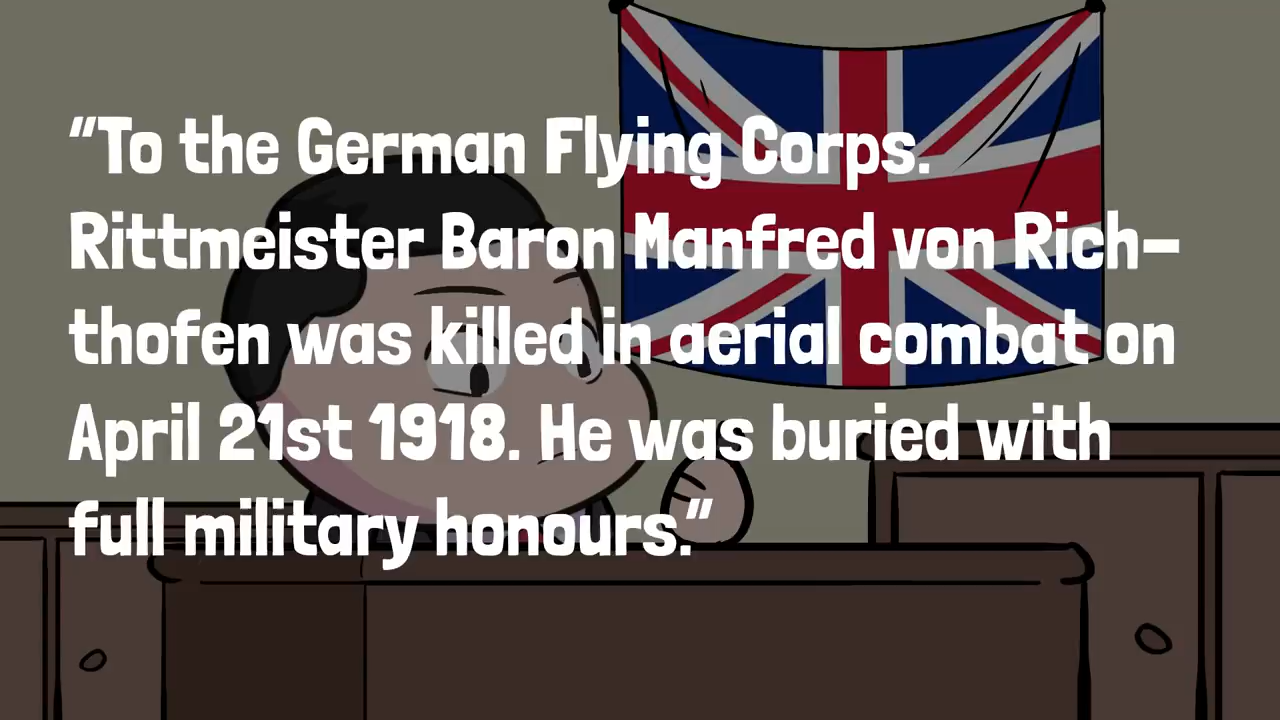 “To the German Flying Corps.
Rittmeister Baron Manfred von Rich-
thofen was killed in aerial combat on
April 21st 1918. He was buried with
full military honours.”